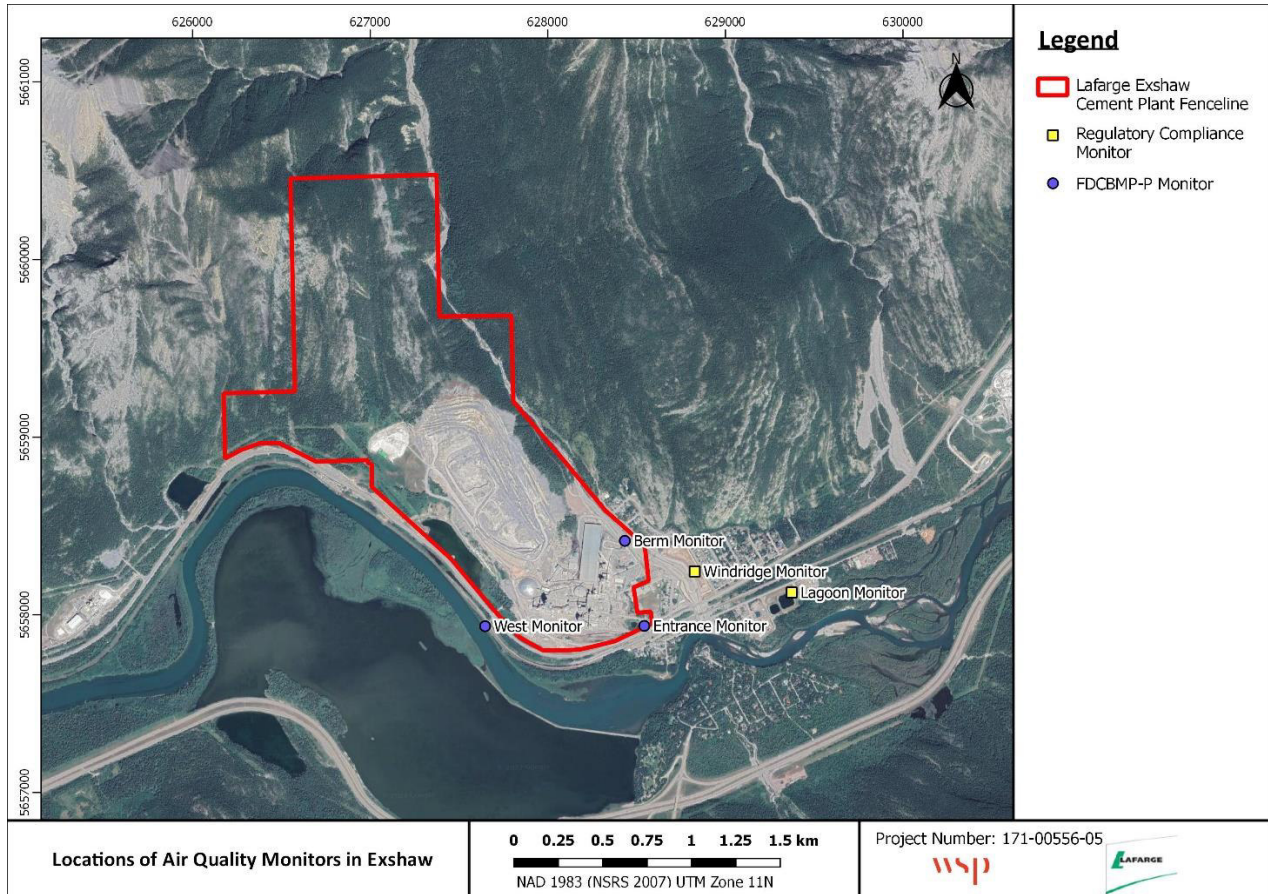 626000
627000
628000
629000
630000
5661000
5660000
5659000
5658000
5657000
N
Berm Monitor
Windridge Monitor
Lagoon Monitor
West Monitor
Entrance Monitor
Legend
Lafarge Exshaw
Cement Plant Fenceline
Regulatory Compliance
Monitor
FDCBMP-P Monitor
Locations of Air Quality Monitors in Exshaw
0 0.25 0.5 0.75 1 1.25 1.5 km
NAD 1983 (NSRS 2007) UTM Zone 11N
Project Number: 171-00556-05
wsp
LAFARGE